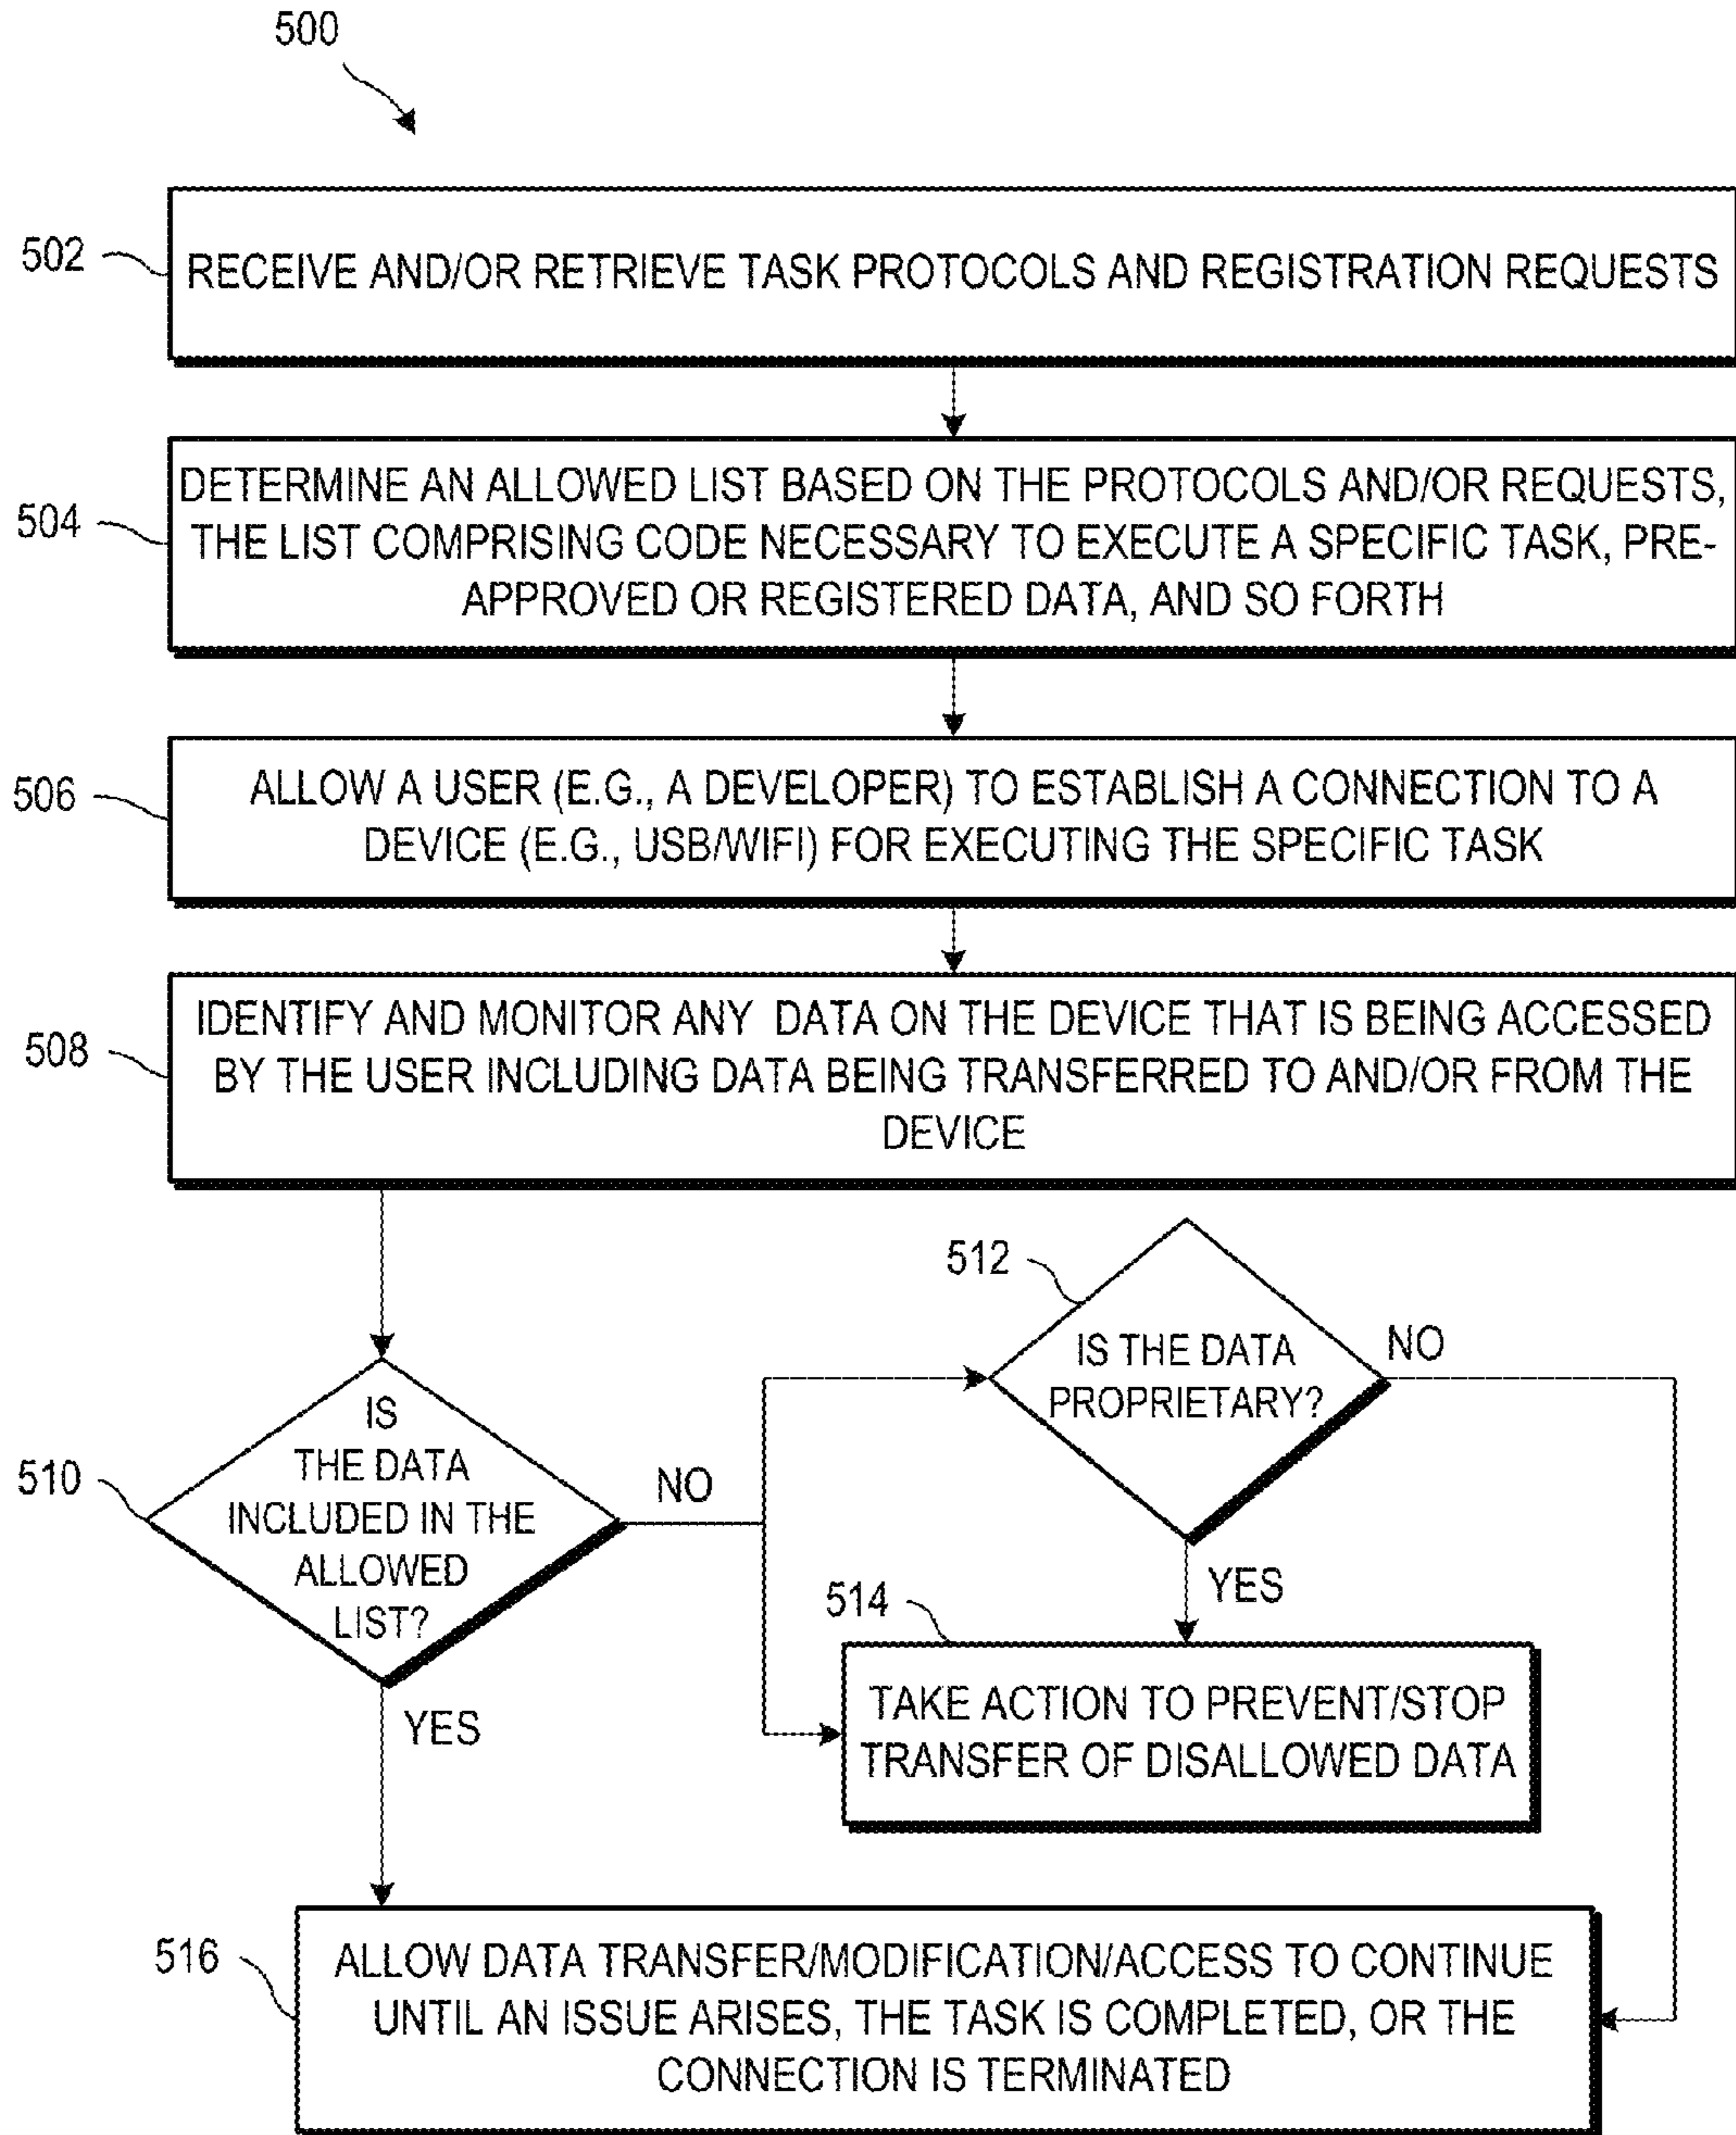 500
502
RECEIVE AND/OR RETRIEVE TASK PROTOCOLS AND REGISTRATION REQUESTS
504
DETERMINE AN ALLOWED LIST BASED ON THE PROTOCOLS AND/OR REQUESTS,
THE LIST COMPRISING CODE NECESSARY TO EXECUTE A SPECIFIC TASK, PRE-
APPROVED OR REGISTERED DATA, AND SO FORTH
506
ALLOW A USER (E.G., A DEVELOPER) TO ESTABLISH A CONNECTION TO A
DEVICE (E.G., USB/WIFI) FOR EXECUTING THE SPECIFIC TASK
508
IDENTIFY AND MONITOR ANY DATA ON THE DEVICE THAT IS BEING ACCESSED
BY THE USER INCLUDING DATA BEING TRANSFERRED TO AND/OR FROM THE
DEVICE
510
IS
THE DATA
INCLUDED IN THE
ALLOWED
LIST?
NO
YES
512
IS THE DATA
PROPRIETARY?
NO
YES
514
TAKE ACTION TO PREVENT/STOP
TRANSFER OF DISALLOWED DATA
516
ALLOW DATA TRANSFER/MODIFICATION/ACCESS TO CONTINUE
UNTIL AN ISSUE ARISES, THE TASK IS COMPLETED, OR THE
CONNECTION IS TERMINATED